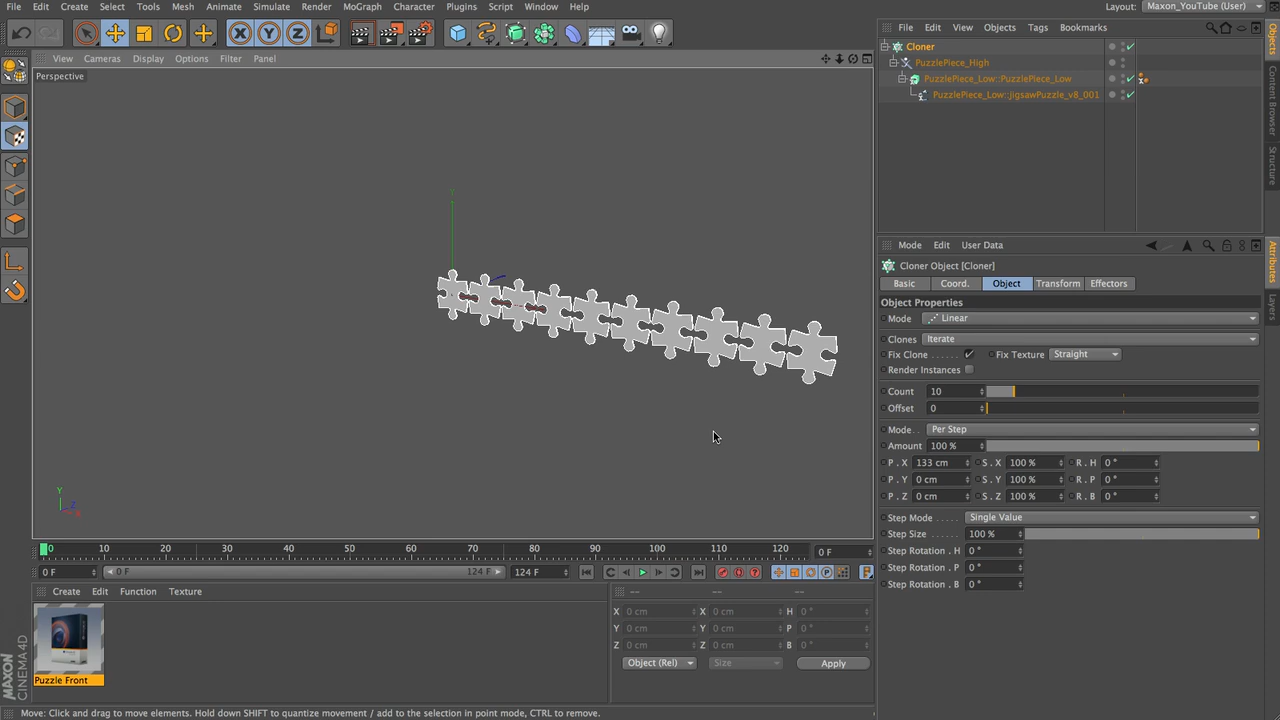 File Edit Create Select Tools Mesh Animate Simulate Render MoGraph Character Plugins Script Window Help
Layout: Maxon_YouTube (User)
X Y Z
File Edit View Objects Tags Bookmarks
View Cameras Display Options Filter Panel
Perspective
Cloner
PuzzlePiece_High
PuzzlePiece_Low::PuzzlePiece_Low
PuzzlePiece_Low::jigsawPuzzle_v8_001
Objects
Content Browser
Structure
Mode Edit User Data
Cloner Object [Cloner]
Basic Coord. Object Transform Effectors
Attributes
Layers
Object Properties
Mode Linear
Clones Iterate
Fix Clone Fix Texture Straight
Render Instances
Count 10
Offset 0
Mode Per Step
Amount 100 %
P . X 133 cm S . X 100 % R . H 0 °
P . Y 0 cm S . Y 100 % R . P 0 °
P . Z 0 cm S . Z 100 % R . B 0 °
Step Mode Single Value
Step Size 100 %
Step Rotation . H 0 °
Step Rotation . P 0 °
Step Rotation . B 0 °
Y
Y Z X
0 10 20 30 40 50 60 70 80 90 100 110 120 0 F
0 F 0 F 124 F 124 F
Create Edit Function Texture
Puzzle Front
MAXON CINEMA 4D
-- -- --
X 0 cm X 0 cm H 0 °
Y 0 cm Y 0 cm P 0 °
Z 0 cm Z 0 cm B 0 °
Object (Rel) Size Apply
Move: Click and drag to move elements. Hold down SHIFT to quantize movement / add to the selection in point mode, CTRL to remove.